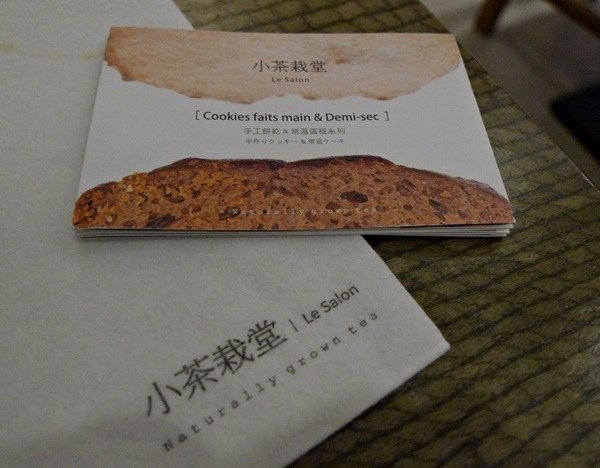 小茶栽堂
Le Salon
[ Cookies faits main & Demi-sec ]
手工餅乾 & 常溫蛋糕系列
手作りクッキー & 常温ケーキ
Naturally grown tea
小茶栽堂 | Le Salon
Naturally grown tea